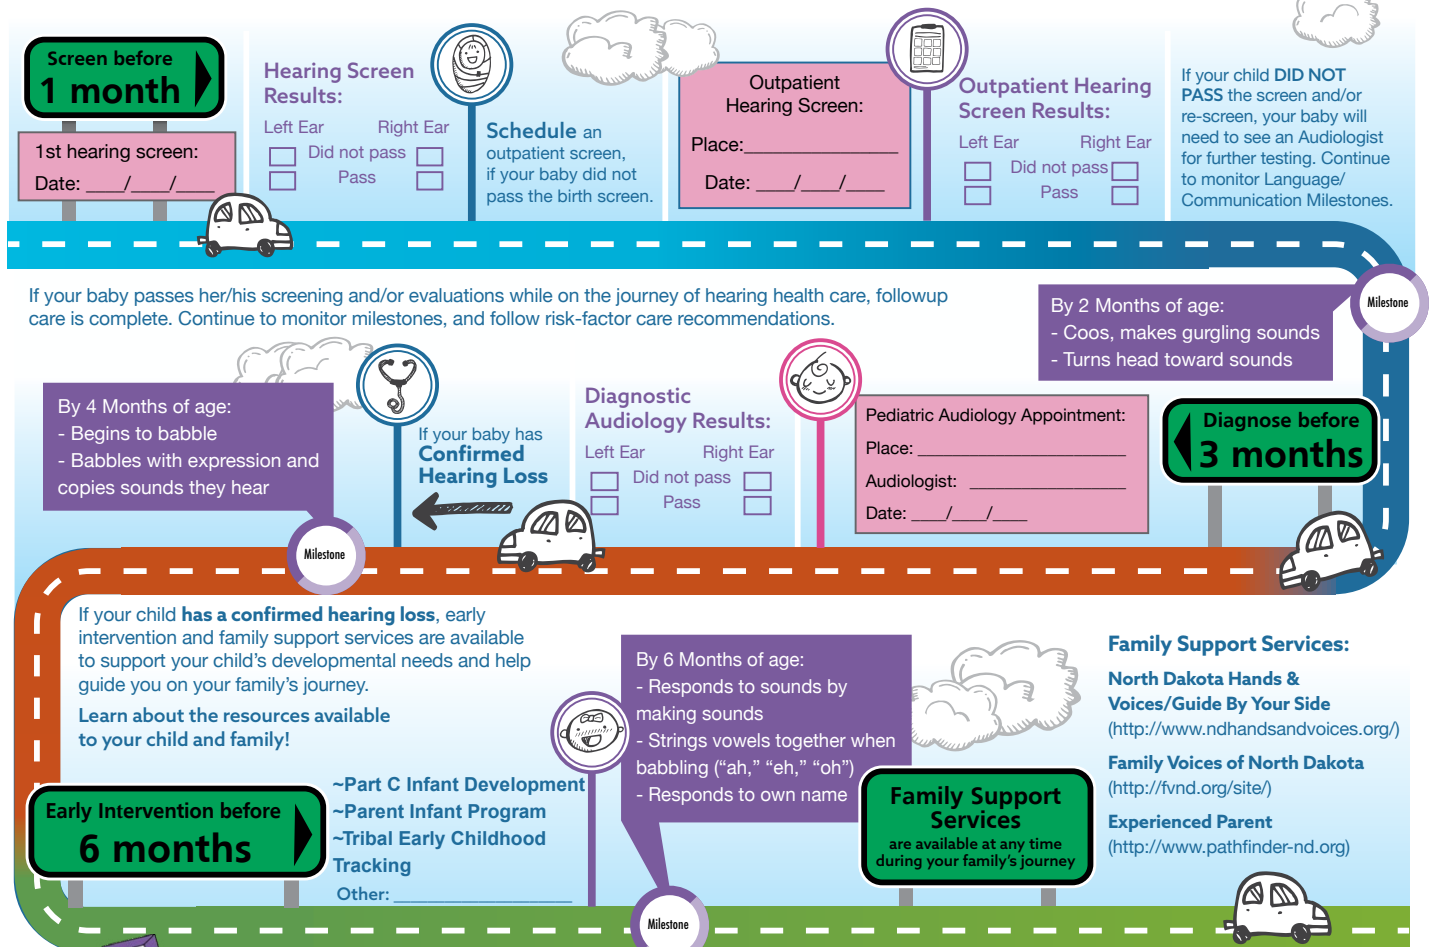 Screen before
1 month
1st hearing screen:
Date: ____/____/____
Hearing Screen
Results:
Left Ear Right Ear
Did not pass
Pass
Schedule an
outpatient screen,
if your baby did not
pass the birth screen.
Outpatient
Hearing Screen:
Place:________________
Date: ____/____/____
Outpatient Hearing
Screen Results:
Left Ear Right Ear
Did not pass
Pass
If your child DID NOT
PASS the screen and/or
re-screen, your baby will
need to see an Audiologist
for further testing. Continue
to monitor Language/
Communication Milestones.
If your baby passes her/his screening and/or evaluations while on the journey of hearing health care, followup
care is complete. Continue to monitor milestones, and follow risk-factor care recommendations.
Milestone
By 2 Months of age:
- Coos, makes gurgling sounds
- Turns head toward sounds
Diagnose before
3 months
Pediatric Audiology Appointment:
Place: ______________________
Audiologist: ________________
Date: ____/____/____
Diagnostic
Audiology Results:
Left Ear Right Ear
Did not pass
Pass
If your baby has
Confirmed
Hearing Loss
By 4 Months of age:
- Begins to babble
- Babbles with expression and
copies sounds they hear
Milestone
If your child has a confirmed hearing loss, early
intervention and family support services are available
to support your child's developmental needs and help
guide you on your family's journey.
Learn about the resources available
to your child and family!
Early Intervention before
6 months
~Part C Infant Development
~Parent Infant Program
~Tribal Early Childhood
Tracking
Other: ___________________
By 6 Months of age:
- Responds to sounds by
making sounds
- Strings vowels together when
babbling (“ah,” “eh,” “oh”)
- Responds to own name
Milestone
Family Support
Services
are available at any time
during your family's journey
Family Support Services:
North Dakota Hands &
Voices/Guide By Your Side
(http://www.ndhandsandvoices.org/)
Family Voices of North Dakota
(http://fvnd.org/site/)
Experienced Parent
(http://www.pathfinder-nd.org)